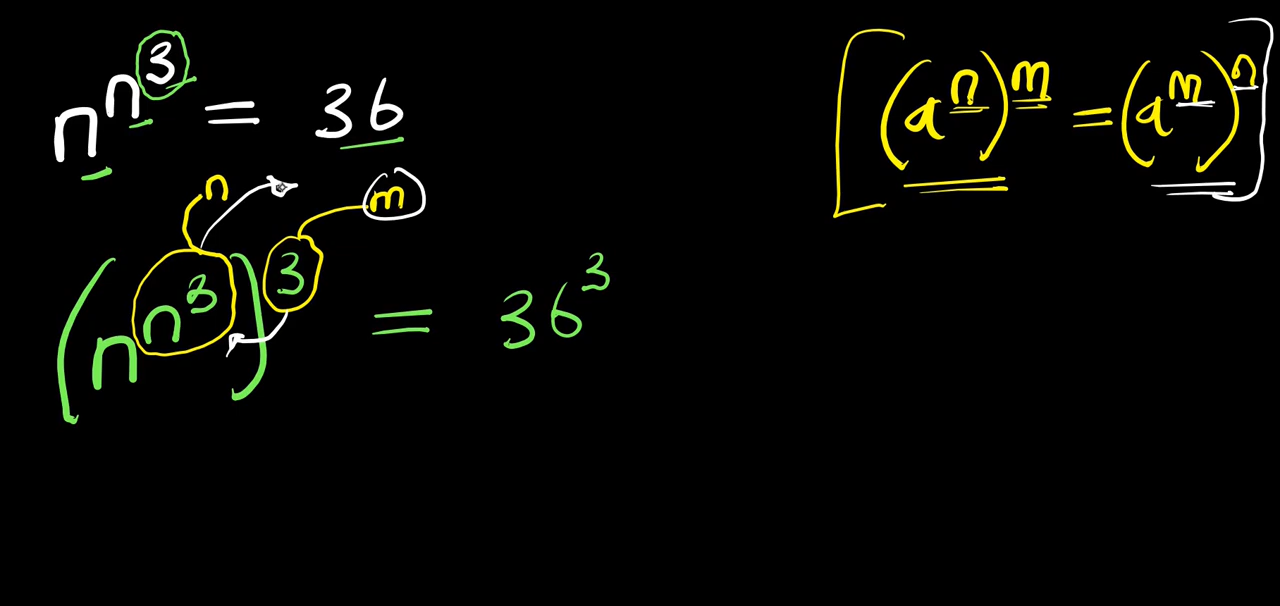 n^{n^3} = 36
[(a^n)^m = (a^m)^n]
n m
(n^{n^3})^3 = 36^3